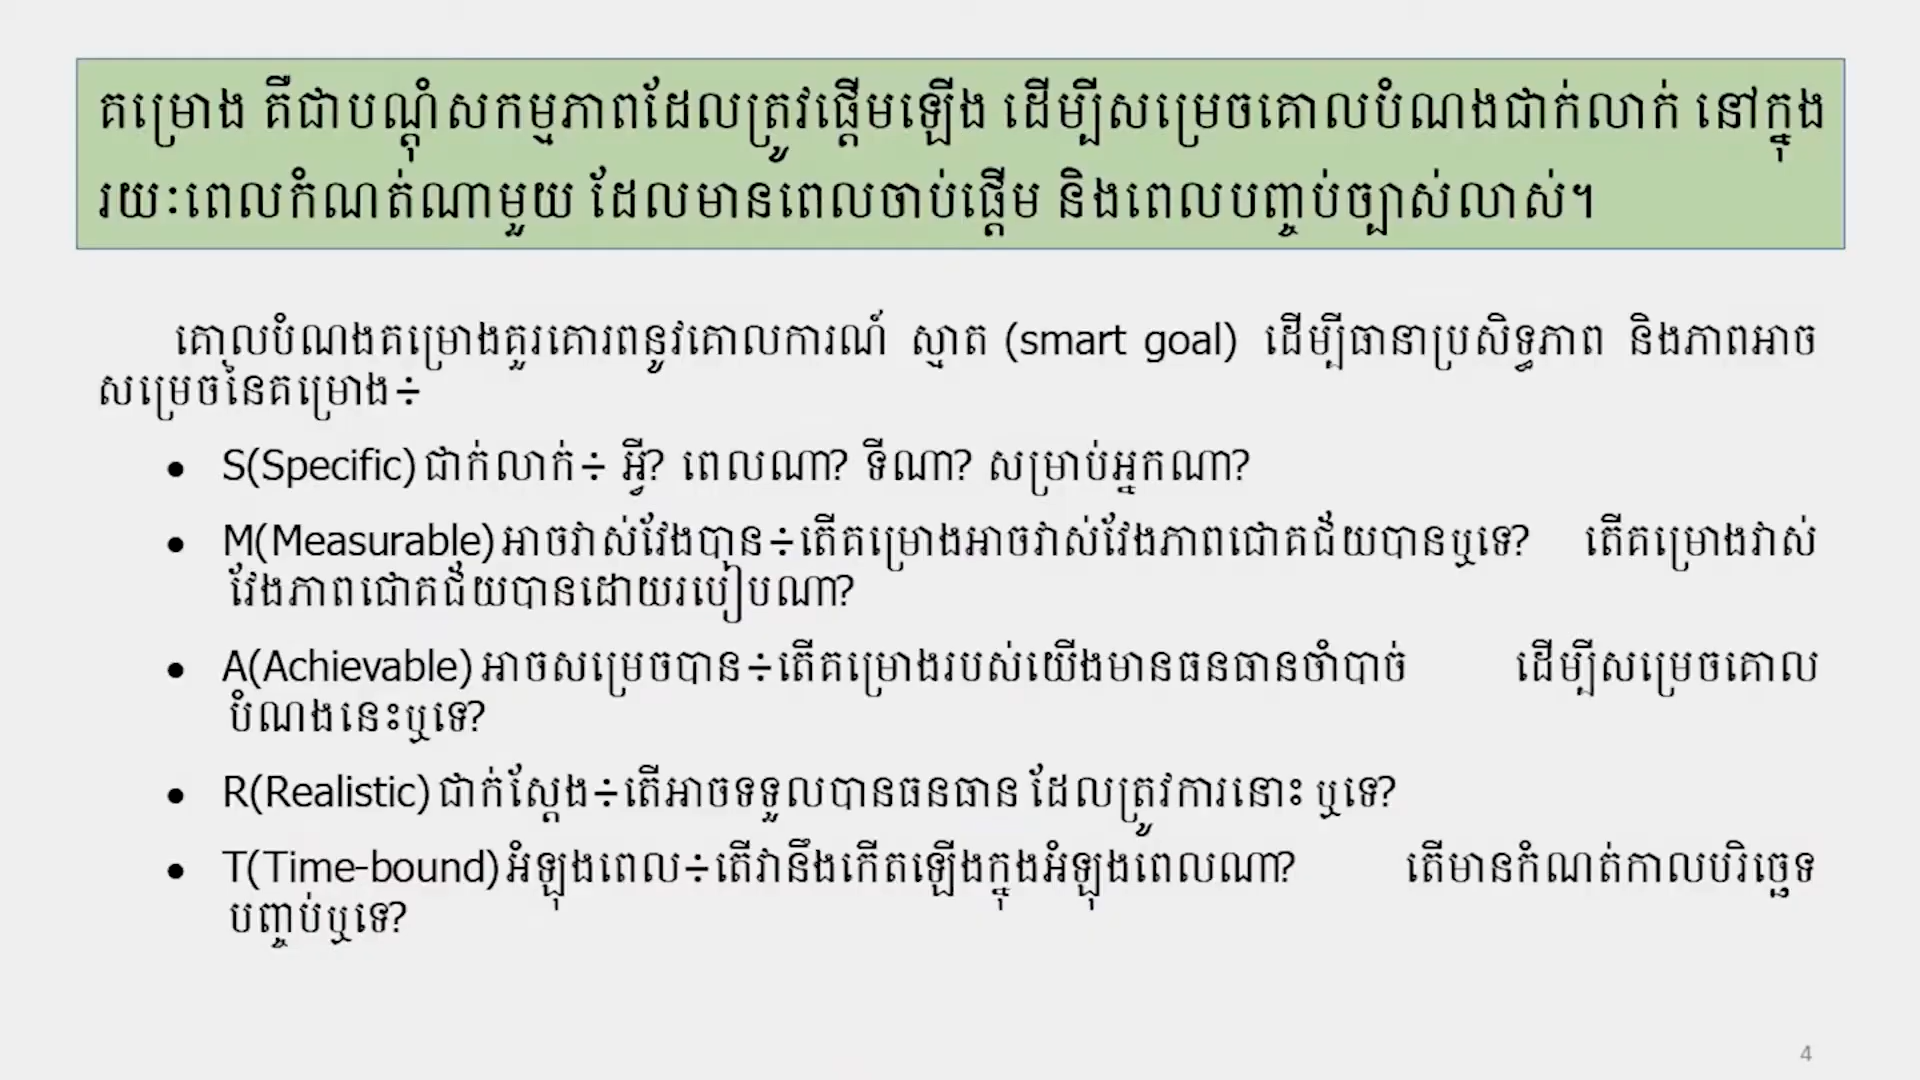 គម្រោង គឺជាបណ្តុំសកម្មភាពដែលត្រូវផ្តើមឡើង ដើម្បីសម្រេចគោលបំណងជាក់លាក់ នៅក្នុង
រយៈពេលកំណត់ណាមួយ ដែលមានពេលចាប់ផ្តើម និងពេលបញ្ចប់ច្បាស់លាស់។
គោលបំណងគម្រោងគួរគោរពនូវគោលការណ៍ ស្មាត (smart goal) ដើម្បីធានាប្រសិទ្ធភាព និងភាពអាច
សម្រេចនៃគម្រោង÷
• S(Specific) ជាក់លាក់÷ អ្វី? ពេលណា? ទីណា? សម្រាប់អ្នកណា?
• M(Measurable) អាចវាស់វែងបាន÷តើគម្រោងអាចវាស់វែងភាពជោគជ័យបានឬទេ? តើគម្រោងវាស់
វែងភាពជោគជ័យបានដោយរបៀបណា?
• A(Achievable) អាចសម្រេចបាន÷តើគម្រោងរបស់យើងមានធនធានចាំបាច់ ដើម្បីសម្រេចគោល
បំណងនេះឬទេ?
• R(Realistic) ជាក់ស្តែង÷តើអាចទទួលបានធនធាន ដែលត្រូវការនោះ ឬទេ?
• T(Time-bound) អំឡុងពេល÷តើវានឹងកើតឡើងក្នុងអំឡុងពេលណា? តើមានកំណត់កាលបរិច្ឆេទ
បញ្ចប់ឬទេ?
4